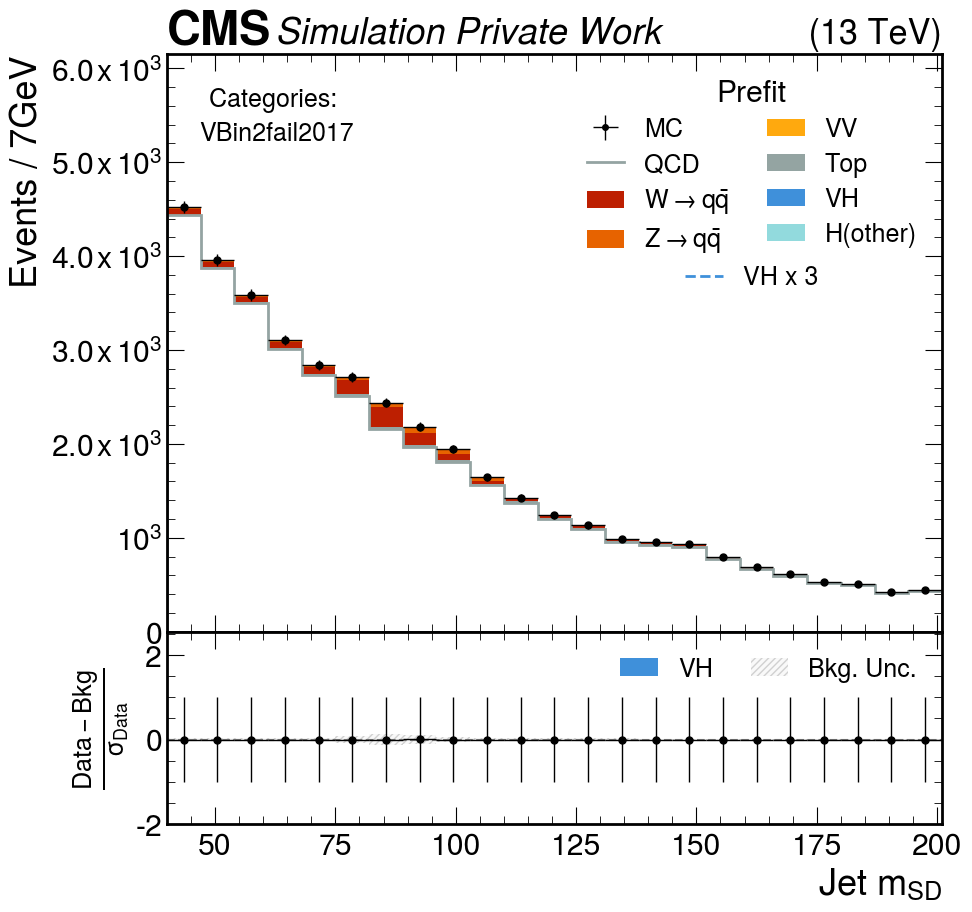 CMS Simulation Private Work (13 TeV)
Events / 7GeV
6.0 x 10³
5.0 x 10³
4.0 x 10³
3.0 x 10³
2.0 x 10³
10³
0
Categories:
VBin2fail2017
Prefit
MC
QCD
W → qq̄
Z → qq̄
VV
Top
VH
H(other)
VH x 3
Data − Bkg
σ_Data
2
0
-2
VH
Bkg. Unc.
50 75 100 125 150 175 200
Jet m_SD